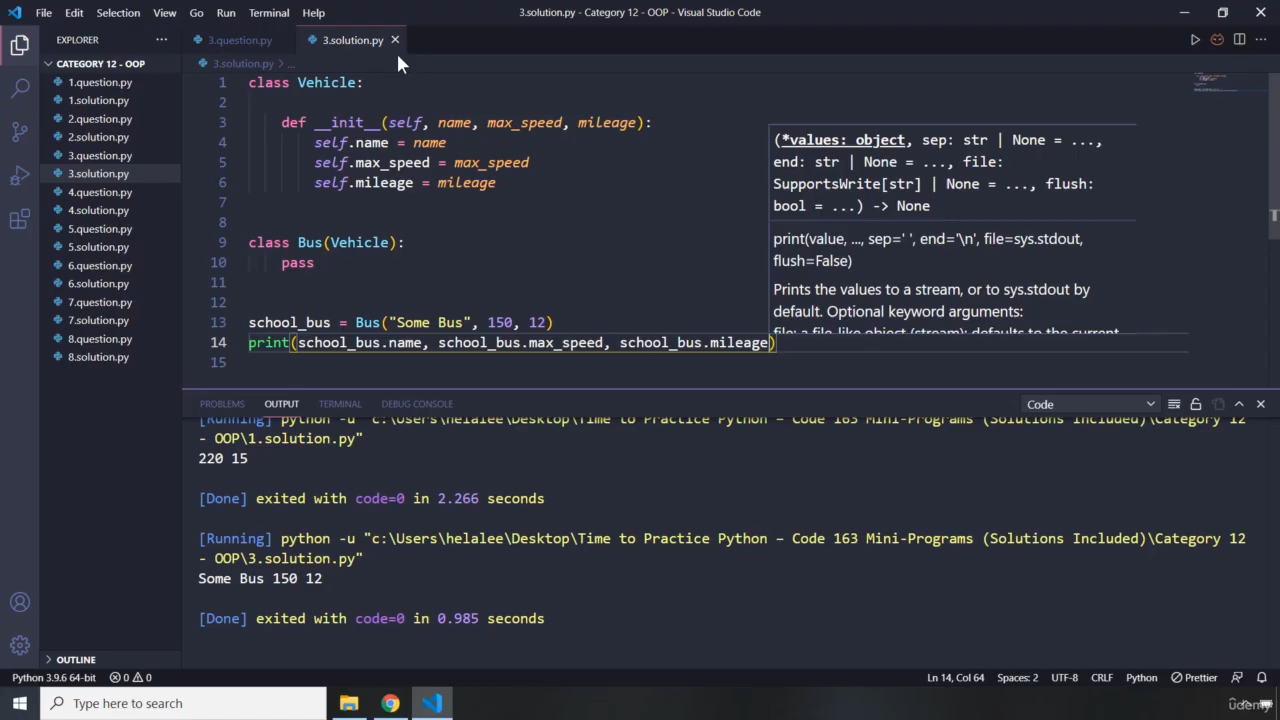 File Edit Selection View Go Run Terminal Help
3.solution.py - Category 12 - OOP - Visual Studio Code
EXPLORER
CATEGORY 12 - OOP
1.question.py
1.solution.py
2.question.py
2.solution.py
3.question.py
3.solution.py
4.question.py
4.solution.py
5.question.py
5.solution.py
6.question.py
6.solution.py
7.question.py
7.solution.py
8.question.py
8.solution.py
OUTLINE
3.question.py 3.solution.py
3.solution.py > ...
1 class Vehicle:
2
3 def __init__(self, name, max_speed, mileage):
4 self.name = name
5 self.max_speed = max_speed
6 self.mileage = mileage
7
8
9 class Bus(Vehicle):
10 pass
11
12
13 school_bus = Bus("Some Bus", 150, 12)
14 print(school_bus.name, school_bus.max_speed, school_bus.mileage)
15
(*values: object, sep: str | None = ...,
end: str | None = ..., file:
SupportsWrite[str] | None = ..., flush:
bool = ...) -> None
print(value, ..., sep=' ', end='\n', file=sys.stdout,
flush=False)
Prints the values to a stream, or to sys.stdout by
default. Optional keyword arguments:
file: a file-like object (stream); defaults to the current
PROBLEMS OUTPUT TERMINAL DEBUG CONSOLE
Code
[Running] python -u "c:\Users\helalee\Desktop\Time to Practice Python – Code 163 Mini-Programs (Solutions Included)\Category 12
- OOP\1.solution.py"
220 15
[Done] exited with code=0 in 2.266 seconds
[Running] python -u "c:\Users\helalee\Desktop\Time to Practice Python – Code 163 Mini-Programs (Solutions Included)\Category 12
- OOP\3.solution.py"
Some Bus 150 12
[Done] exited with code=0 in 0.985 seconds
Python 3.9.6 64-bit 0 0
Ln 14, Col 64 Spaces: 2 UTF-8 CRLF Python Prettier
Type here to search
udemy